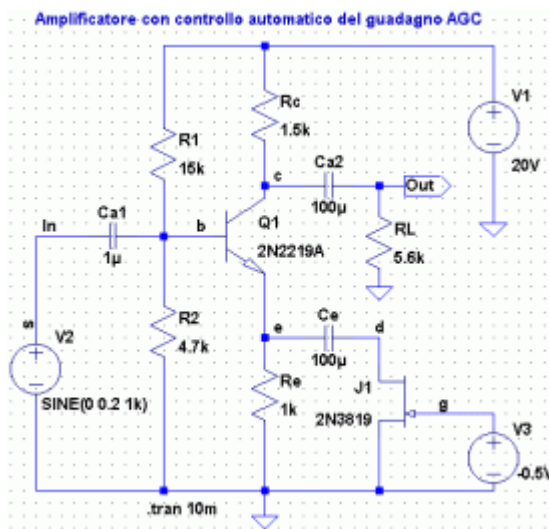 Amplificatore con controllo automatico del guadagno AGC
V1
Rc
1.5k
R1
15k
20V
c
Ca2
100µ
Out
In
Ca1
1µ
b
Q1
2N2219A
RL
5.6k
s
V2
R2
4.7k
e
Ce
100µ
d
SINE(0 0.2 1k)
Re
1k
J1
2N3819
g
V3
-0.5V
.tran 10m